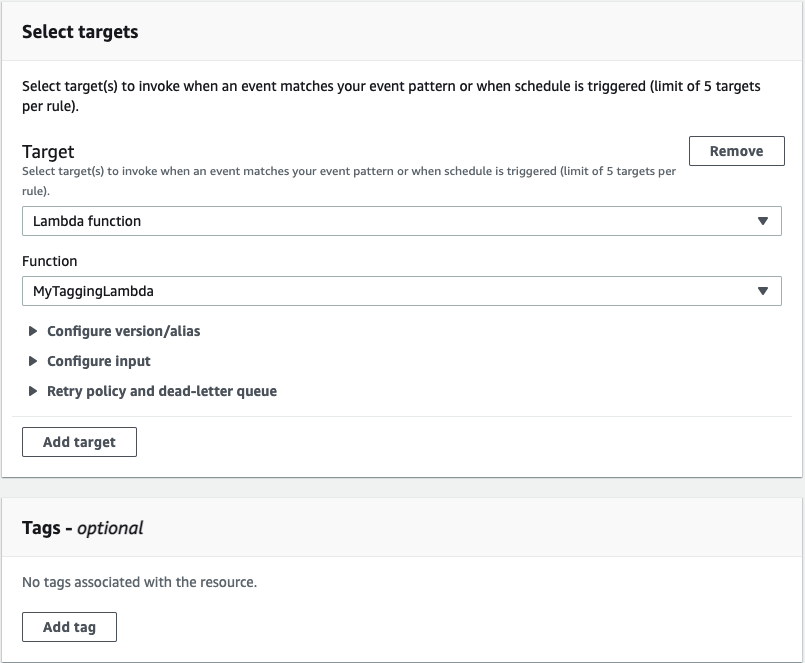 Select targets
Select target(s) to invoke when an event matches your event pattern or when schedule is triggered (limit of 5 targets
per rule).
Target
Remove
Select target(s) to invoke when an event matches your event pattern or when schedule is triggered (limit of 5 targets per
rule).
Lambda function
Function
MyTaggingLambda
Configure version/alias
Configure input
Retry policy and dead-letter queue
Add target
Tags - optional
No tags associated with the resource.
Add tag